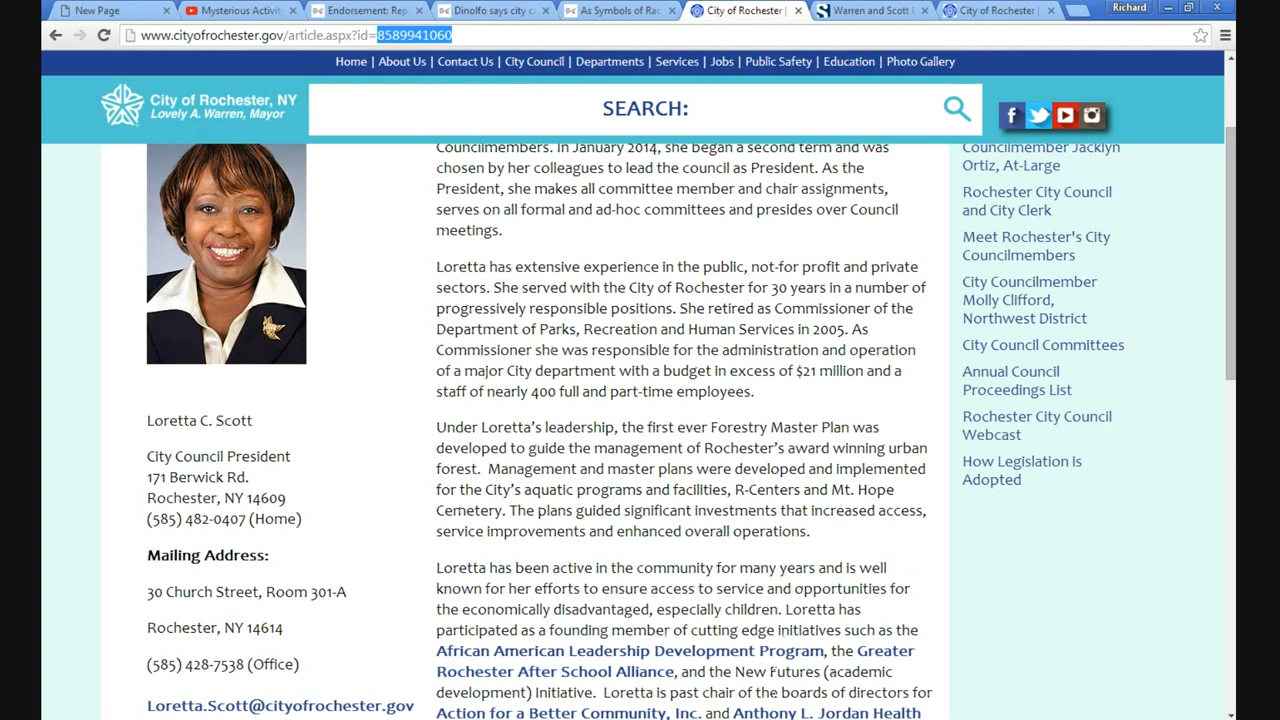 New Page
Mysterious Activity
Endorsement: Rep
Dinolfo says city c
As Symbols of Rac
City of Rochester |
Warren and Scott L
City of Rochester |
Richard
www.cityofrochester.gov/article.aspx?id=8589941060
Home | About Us | Contact Us | City Council | Departments | Services | Jobs | Public Safety | Education | Photo Gallery
City of Rochester, NY
Lovely A. Warren, Mayor
SEARCH:
Councilmembers. In January 2014, she began a second term and was
chosen by her colleagues to lead the council as President. As the
President, she makes all committee member and chair assignments,
serves on all formal and ad-hoc committees and presides over Council
meetings.
Loretta has extensive experience in the public, not-for profit and private
sectors. She served with the City of Rochester for 30 years in a number of
progressively responsible positions. She retired as Commissioner of the
Department of Parks, Recreation and Human Services in 2005. As
Commissioner she was responsible for the administration and operation
of a major City department with a budget in excess of $21 million and a
staff of nearly 400 full and part-time employees.
Under Loretta's leadership, the first ever Forestry Master Plan was
developed to guide the management of Rochester's award winning urban
forest. Management and master plans were developed and implemented
for the City's aquatic programs and facilities, R-Centers and Mt. Hope
Cemetery. The plans guided significant investments that increased access,
service improvements and enhanced overall operations.
Loretta has been active in the community for many years and is well
known for her efforts to ensure access to service and opportunities for
the economically disadvantaged, especially children. Loretta has
participated as a founding member of cutting edge initiatives such as the
African American Leadership Development Program, the Greater
Rochester After School Alliance, and the New Futures (academic
development) Initiative. Loretta is past chair of the boards of directors for
Action for a Better Community, Inc. and Anthony L. Jordan Health
Loretta C. Scott
City Council President
171 Berwick Rd.
Rochester, NY 14609
(585) 482-0407 (Home)
Mailing Address:
30 Church Street, Room 301-A
Rochester, NY 14614
(585) 428-7538 (Office)
Loretta.Scott@cityofrochester.gov
Councilmember Jacklyn
Ortiz, At-Large
Rochester City Council
and City Clerk
Meet Rochester's City
Councilmembers
City Councilmember
Molly Clifford,
Northwest District
City Council Committees
Annual Council
Proceedings List
Rochester City Council
Webcast
How Legislation is
Adopted